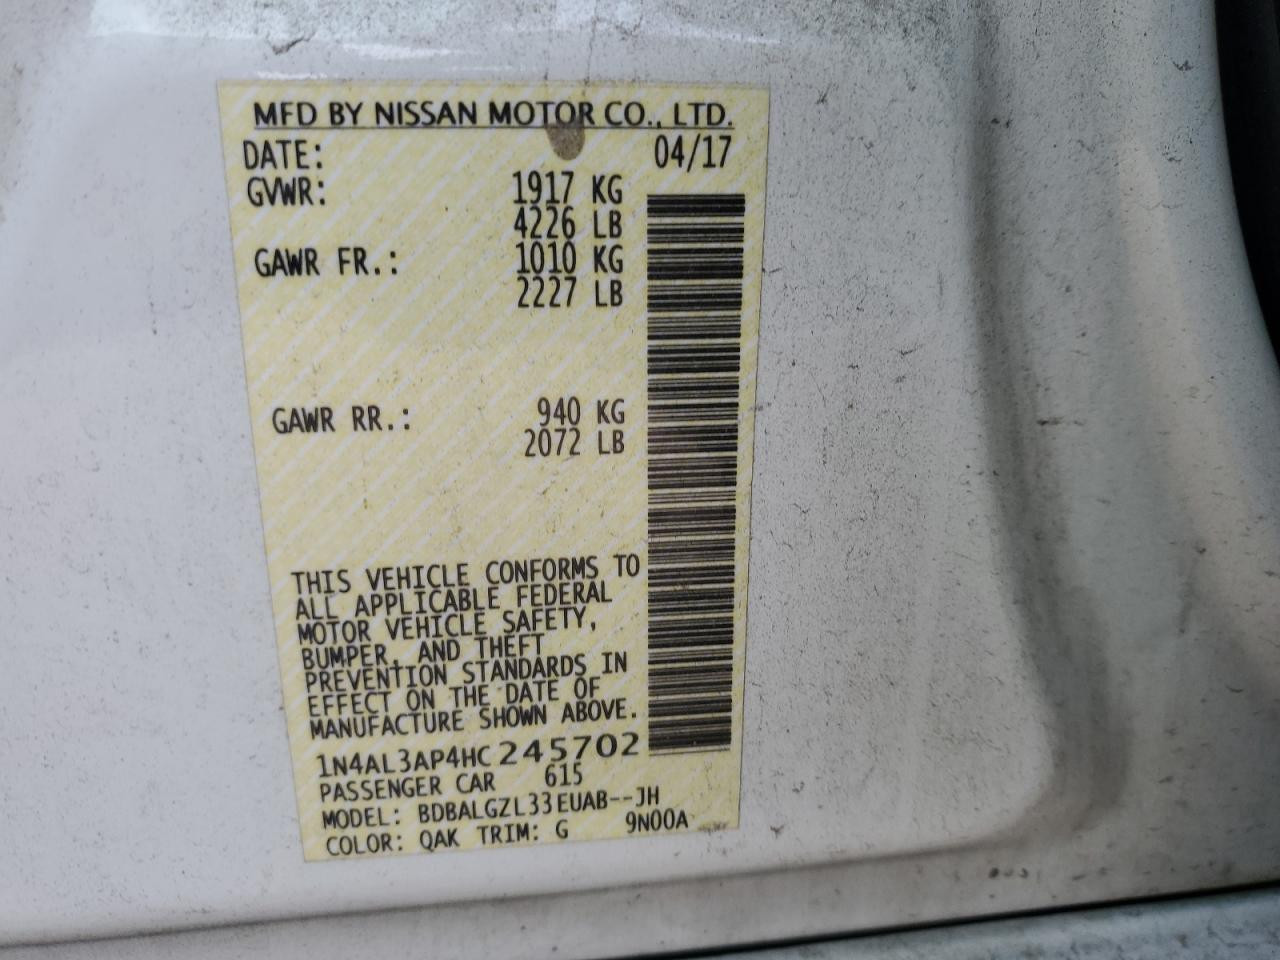 MFD BY NISSAN MOTOR CO., LTD.
DATE: 04/17
GVWR: 1917 KG
4226 LB
GAWR FR.: 1010 KG
2227 LB
GAWR RR.: 940 KG
2072 LB
THIS VEHICLE CONFORMS TO
ALL APPLICABLE FEDERAL
MOTOR VEHICLE SAFETY,
BUMPER, AND THEFT
PREVENTION STANDARDS IN
EFFECT ON THE DATE OF
MANUFACTURE SHOWN ABOVE.
1N4AL3AP4HC245702
PASSENGER CAR 615
MODEL: BDBALGZL33EUAB--JH
COLOR: QAK TRIM: G 9N00A